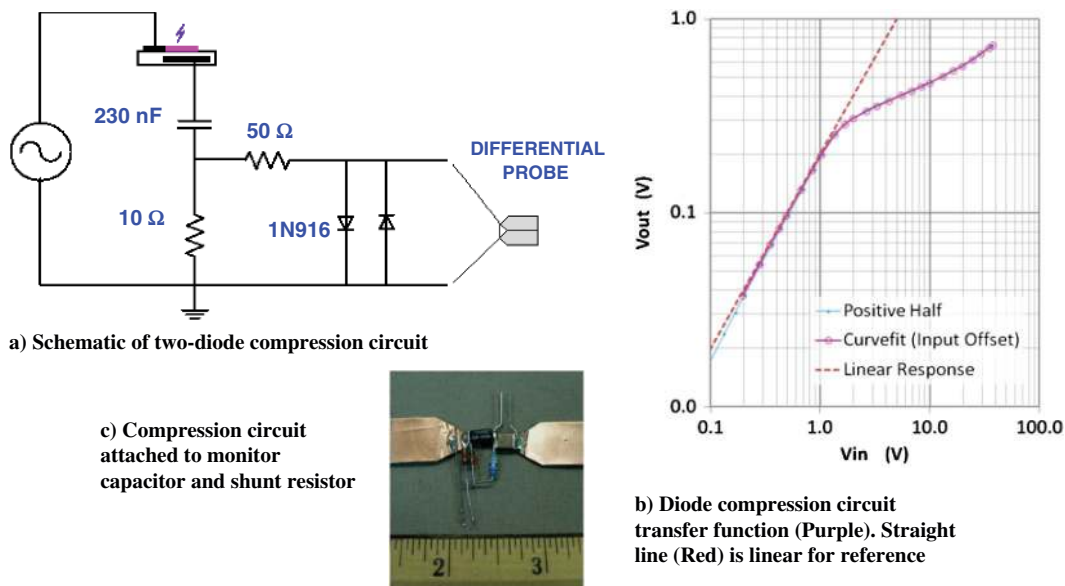 230 nF
50 Ω
10 Ω
1N916
DIFFERENTIAL
PROBE
a) Schematic of two-diode compression circuit
1.0
0.1
0.0
Vout (V)
0.1 1.0 10.0 100.0
Vin (V)
Positive Half
Curvefit (Input Offset)
Linear Response
b) Diode compression circuit
transfer function (Purple). Straight
line (Red) is linear for reference
c) Compression circuit
attached to monitor
capacitor and shunt resistor
2 3